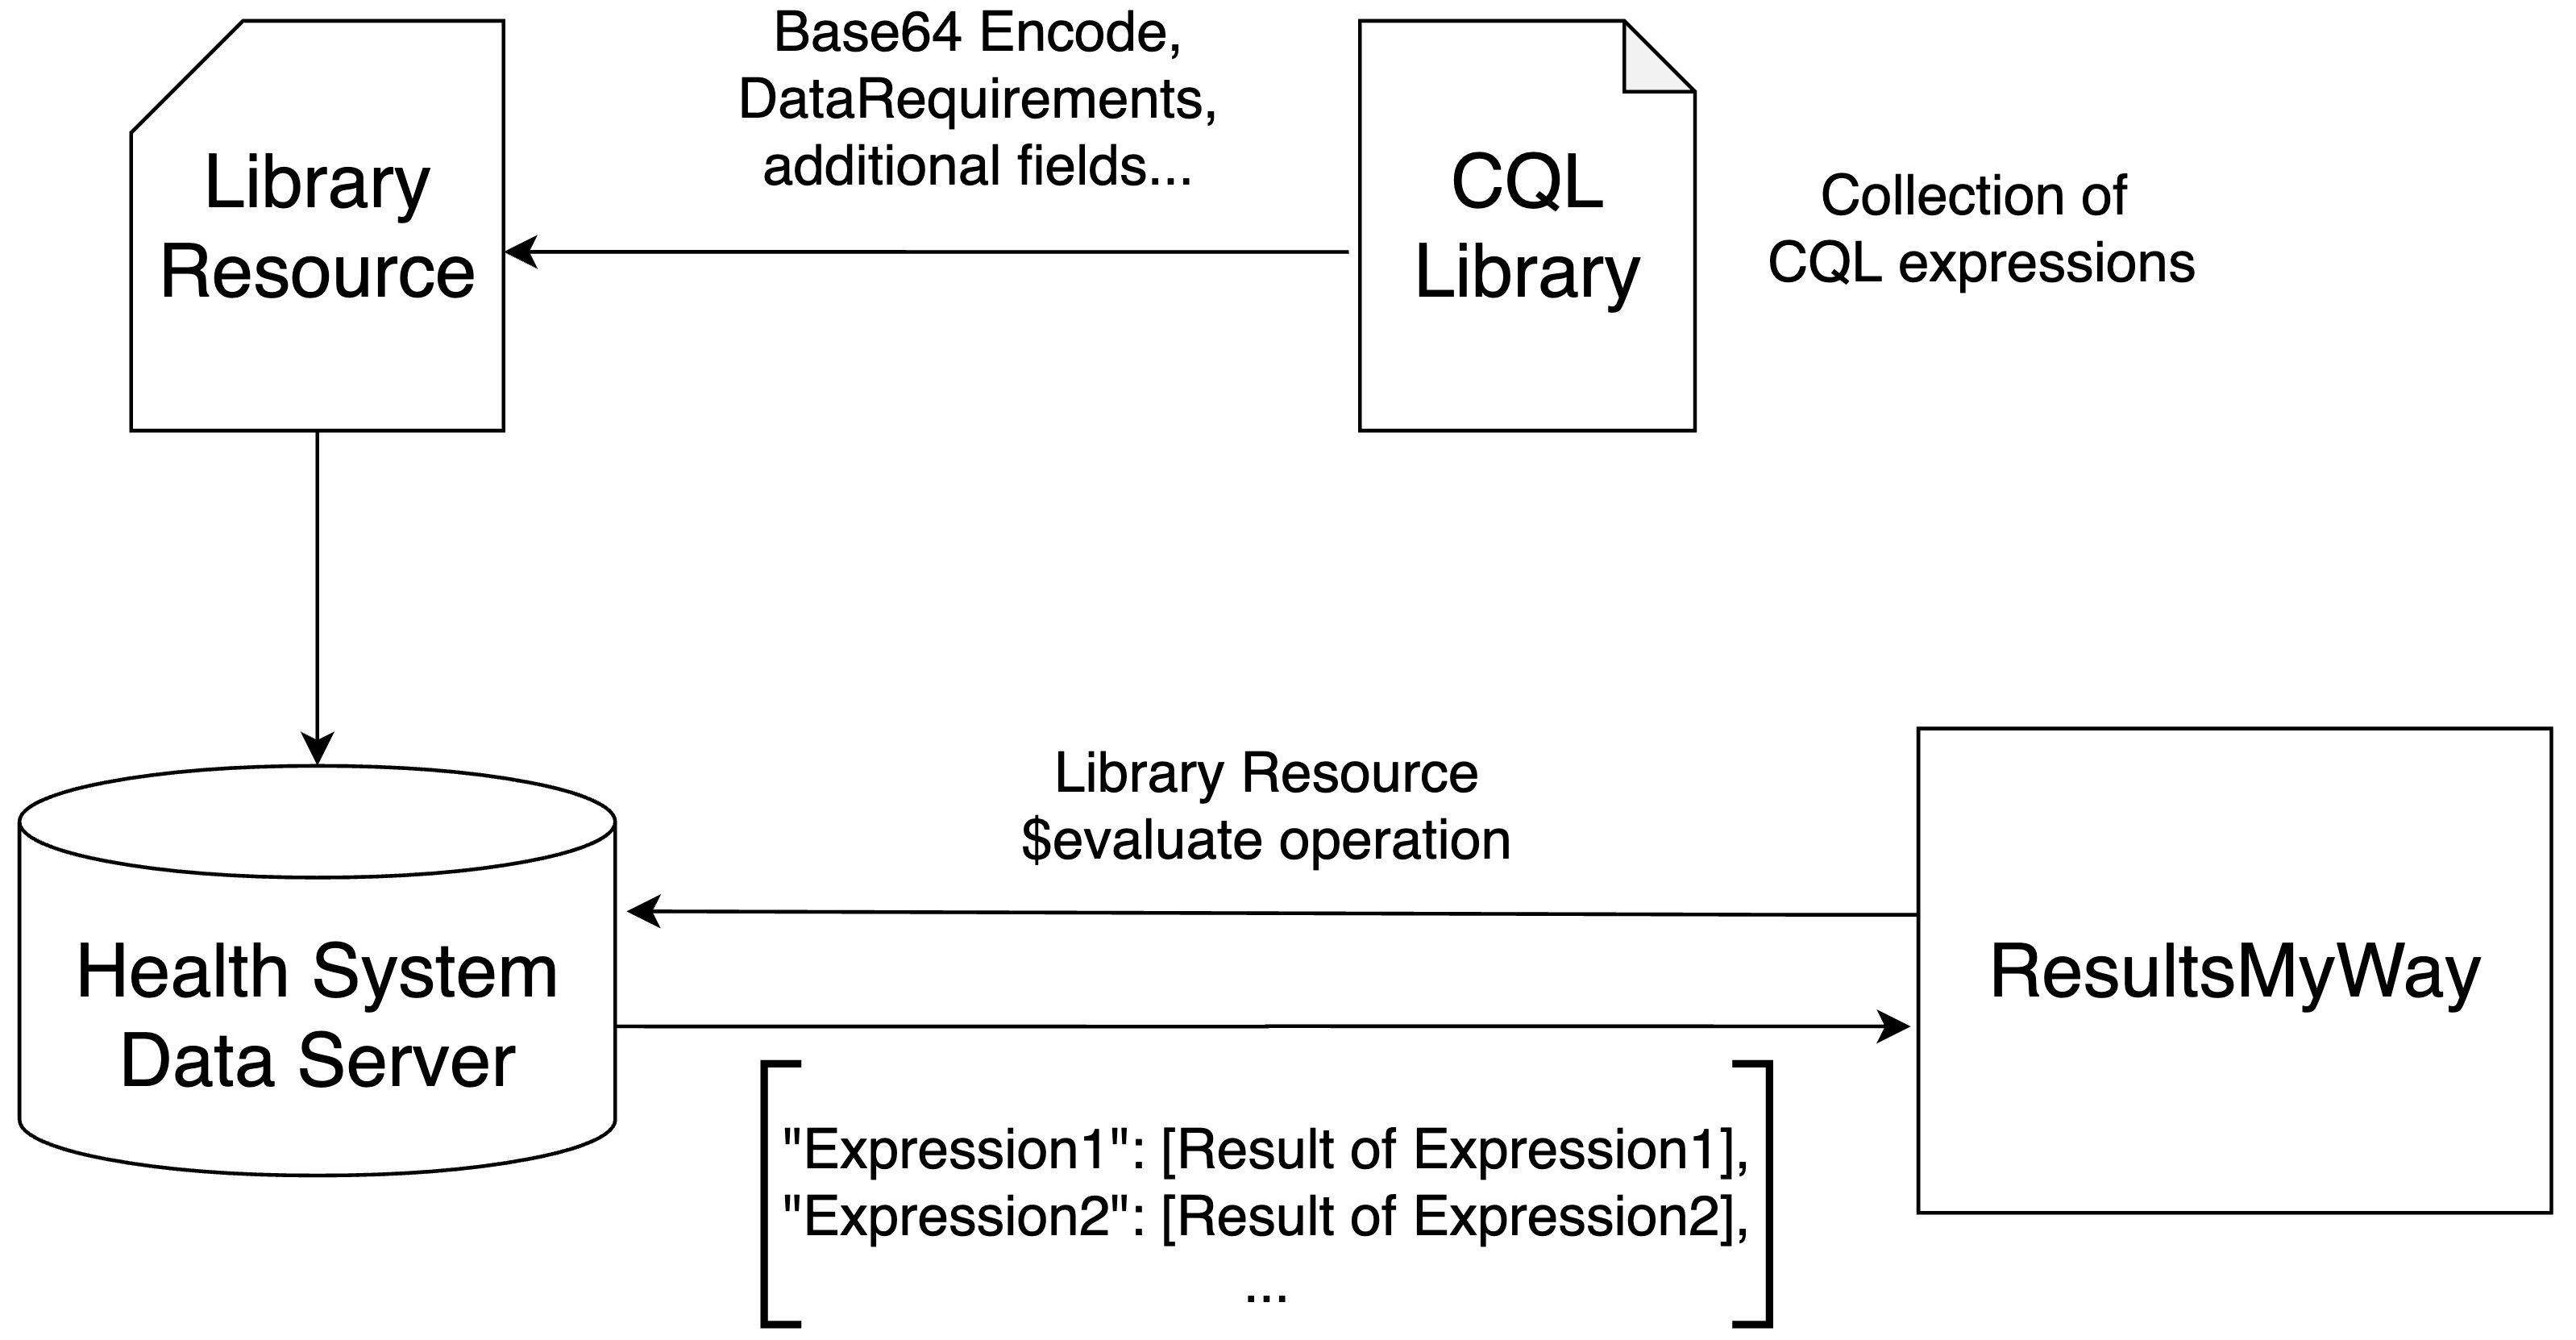 Base64 Encode,
DataRequirements,
additional fields...
Library
Resource
CQL
Library
Collection of
CQL expressions
Library Resource
$evaluate operation
Health System
Data Server
ResultsMyWay
"Expression1": [Result of Expression1],
"Expression2": [Result of Expression2],
...